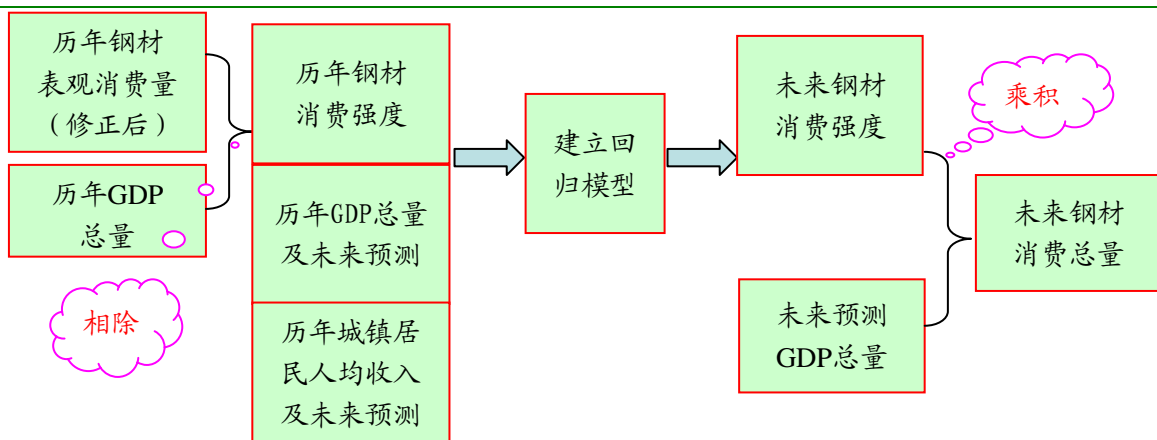 历年钢材
表观消费量
（修正后）
历年GDP
总量
相除
历年钢材
消费强度
历年GDP总量
及未来预测
历年城镇居
民人均收入
及未来预测
建立回
归模型
未来钢材
消费强度
乘积
未来预测
GDP总量
未来钢材
消费总量